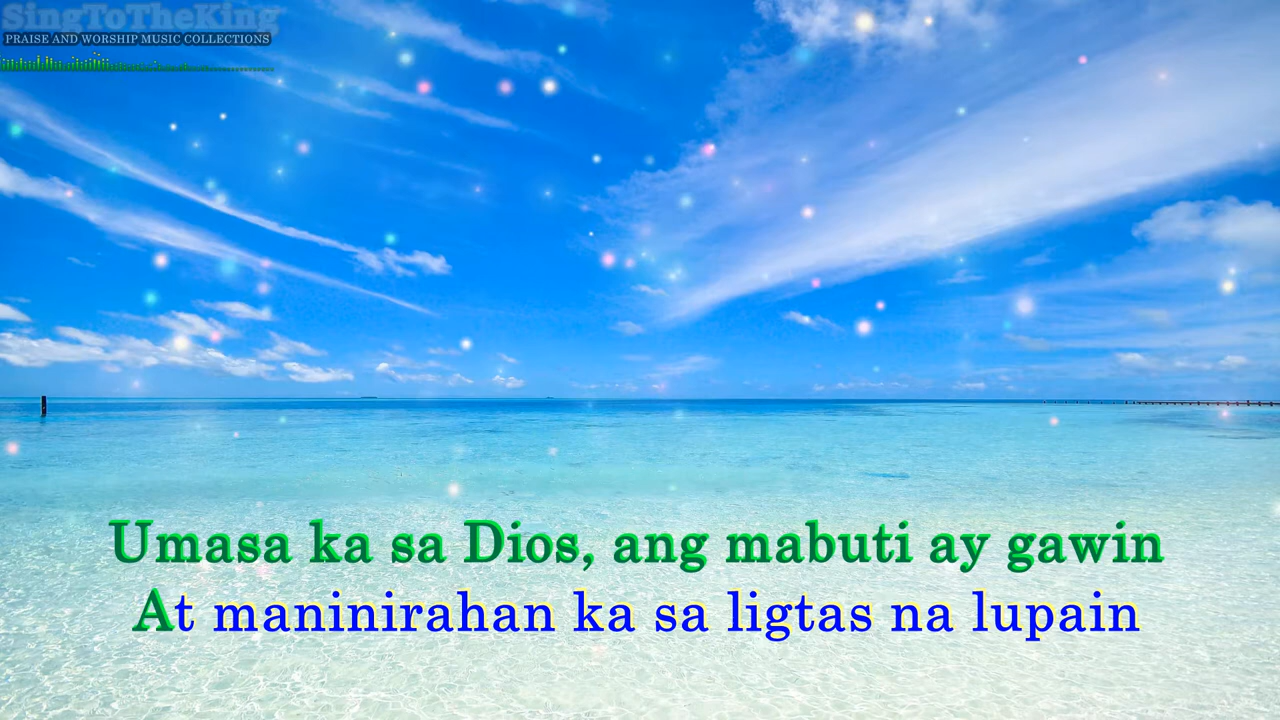 SingToTheKing
PRAISE AND WORSHIP MUSIC COLLECTIONS
Umasa ka sa Dios, ang mabuti ay gawin
At maninirahan ka sa ligtas na lupain